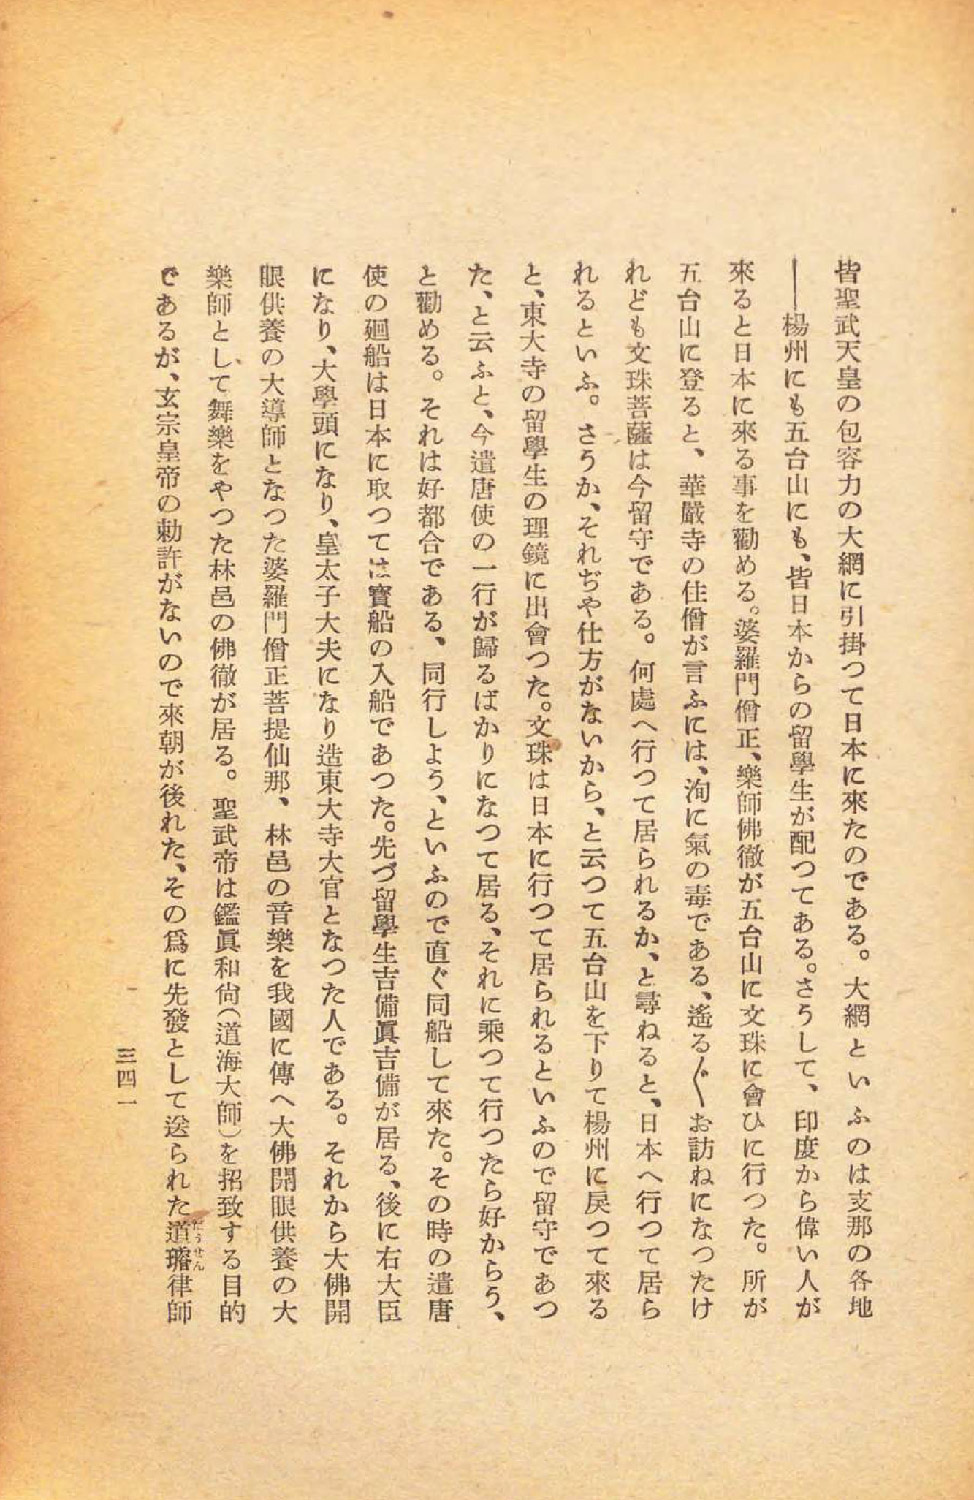 皆聖武天皇の包容力の大網に引掛つて日本に來たのである。大網といふのは支那の各地
――楊州にも五台山にも、皆日本からの留學生が配つてある。さうして、印度から偉い人が
來ると日本に來る事を勸める。婆羅門僧正、樂師佛徹が五台山に文珠に會ひに行つた。所が
五台山に登ると、華嚴寺の住僧が言ふには、洵に氣の毒である、遙る〲お訪ねになつたけ
れども文珠菩薩は今留守である。何處へ行つて居られるか、と尋ねると、日本へ行つて居ら
れるといふ。さうか、それぢや仕方がないから、と云つて五台山を下りて楊州に戻つて來る
と、東大寺の留學生の理鏡に出會つた。文珠は日本に行つて居られるといふので留守であつ
た、と云ふと、今遣唐使の一行が歸るばかりになつて居る、それに乘つて行つたら好からう、
と勸める。それは好都合である、同行しよう、といふので直ぐ同船して來た。その時の遣唐
使の廻船は日本に取つては寳船の入船であつた。先づ留學生吉備眞吉備が居る、後に右大臣
になり、大學頭になり、皇太子大夫になり造東大寺大官となつた人である。それから大佛開
眼供養の大導師となつた婆羅門僧正菩提仙那、林邑の音樂を我國に傳へ大佛開眼供養の大
樂師として舞樂をやつた林邑の佛徹が居る。聖武帝は鑑眞和尙(道海大師)を招致する目的
であるが、玄宗皇帝の勅許がないので來朝が後れた、その爲に先發として送られた道璿律師
だうせん
三四一